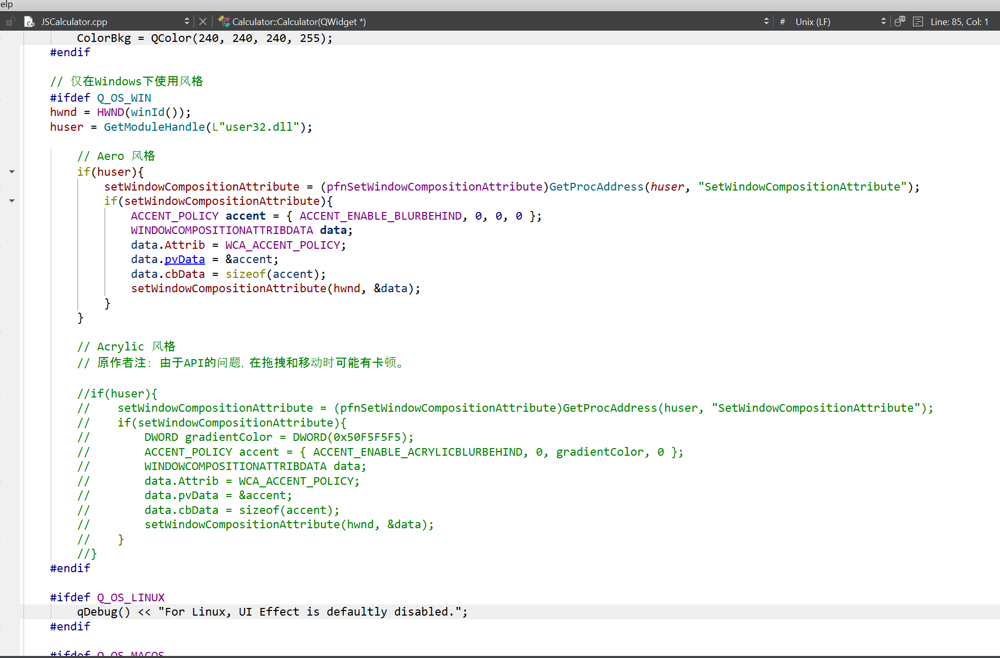 elp
JSCalculator.cpp Calculator::Calculator(QWidget *) # Unix (LF) Line: 85, Col: 1
ColorBkg = QColor(240, 240, 240, 255);
#endif
// 仅在Windows下使用风格
#ifdef Q_OS_WIN
hwnd = HWND(winId());
huser = GetModuleHandle(L"user32.dll");
// Aero 风格
if(huser){
setWindowCompositionAttribute = (pfnSetWindowCompositionAttribute)GetProcAddress(huser, "SetWindowCompositionAttribute");
if(setWindowCompositionAttribute){
ACCENT_POLICY accent = { ACCENT_ENABLE_BLURBEHIND, 0, 0, 0 };
WINDOWCOMPOSITIONATTRIBDATA data;
data.Attrib = WCA_ACCENT_POLICY;
data.pvData = &accent;
data.cbData = sizeof(accent);
setWindowCompositionAttribute(hwnd, &data);
}
}
// Acrylic 风格
// 原作者注: 由于API的问题, 在拖拽和移动时可能有卡顿。
//if(huser){
//    setWindowCompositionAttribute = (pfnSetWindowCompositionAttribute)GetProcAddress(huser, "SetWindowCompositionAttribute");
//    if(setWindowCompositionAttribute){
//        DWORD gradientColor = DWORD(0x50F5F5F5);
//        ACCENT_POLICY accent = { ACCENT_ENABLE_ACRYLICBLURBEHIND, 0, gradientColor, 0 };
//        WINDOWCOMPOSITIONATTRIBDATA data;
//        data.Attrib = WCA_ACCENT_POLICY;
//        data.pvData = &accent;
//        data.cbData = sizeof(accent);
//        setWindowCompositionAttribute(hwnd, &data);
//    }
//}
#endif
#ifdef Q_OS_LINUX
qDebug() << "For Linux, UI Effect is defaultly disabled.";
#endif
#ifdef Q_OS_MACOS